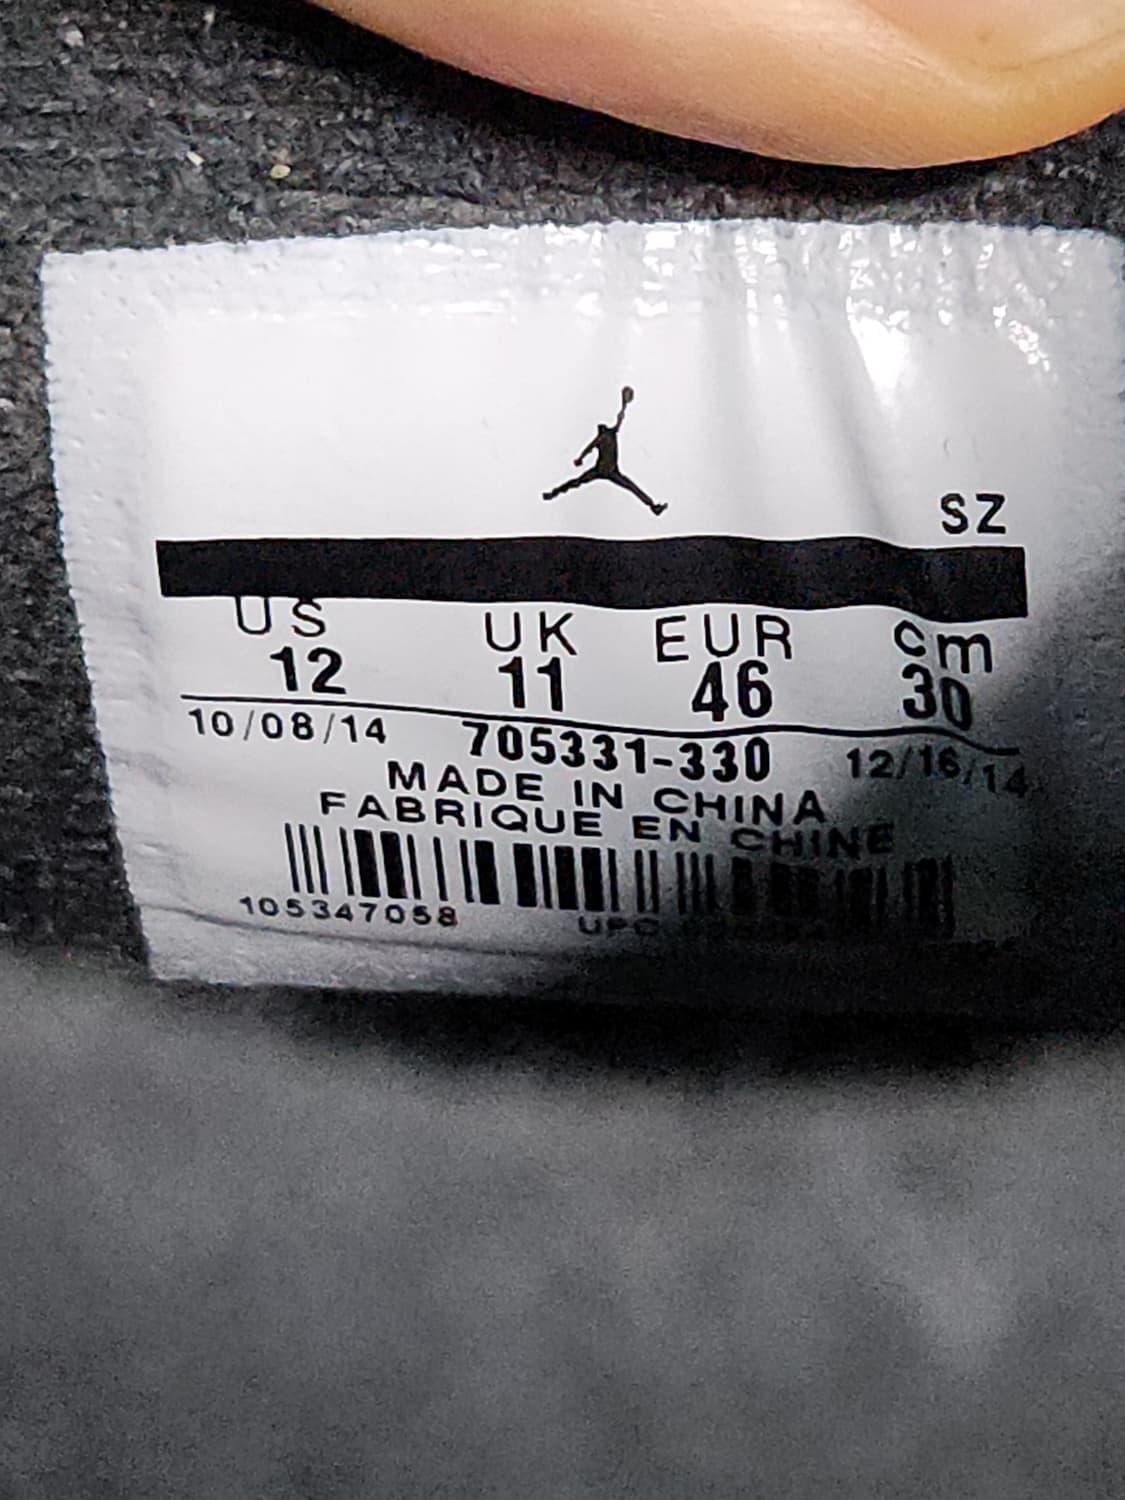 SZ
US UK EUR cm
12 11 46 30
10/08/14 705331-330 12/16/14
MADE IN CHINA
FABRIQUE EN CHINE
105347058 UPC